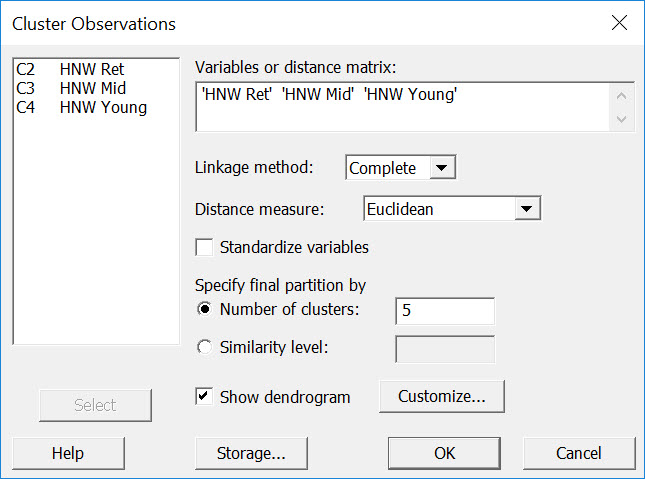 Cluster Observations
C2 HNW Ret
C3 HNW Mid
C4 HNW Young
Variables or distance matrix:
'HNW Ret' 'HNW Mid' 'HNW Young'
Linkage method: Complete
Distance measure: Euclidean
Standardize variables
Specify final partition by
Number of clusters: 5
Similarity level:
Show dendrogram Customize...
Select
Help Storage... OK Cancel